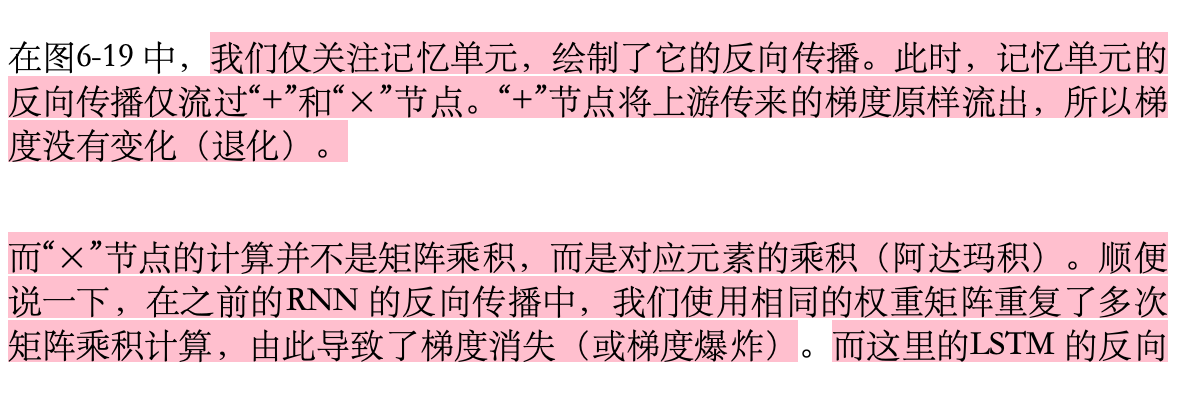 在图6-19 中，我们仅关注记忆单元，绘制了它的反向传播。此时，记忆单元的
反向传播仅流过“+”和“×”节点。“+”节点将上游传来的梯度原样流出，所以梯
度没有变化（退化）。
而“×”节点的计算并不是矩阵乘积，而是对应元素的乘积（阿达玛积）。顺便
说一下，在之前的RNN 的反向传播中，我们使用相同的权重矩阵重复了多次
矩阵乘积计算，由此导致了梯度消失（或梯度爆炸）。而这里的LSTM 的反向